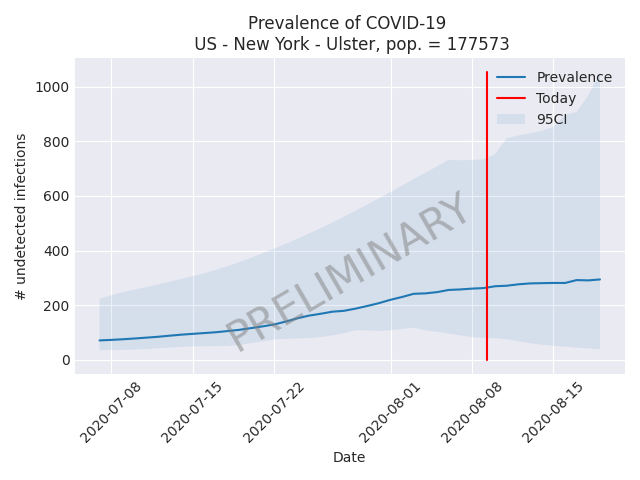 Prevalence of COVID-19
US - New York - Ulster, pop. = 177573
# undetected infections
1000
800
600
400
200
0
Prevalence
Today
95CI
PRELIMINARY
2020-07-08
2020-07-15
2020-07-22
2020-08-01
2020-08-08
2020-08-15
Date